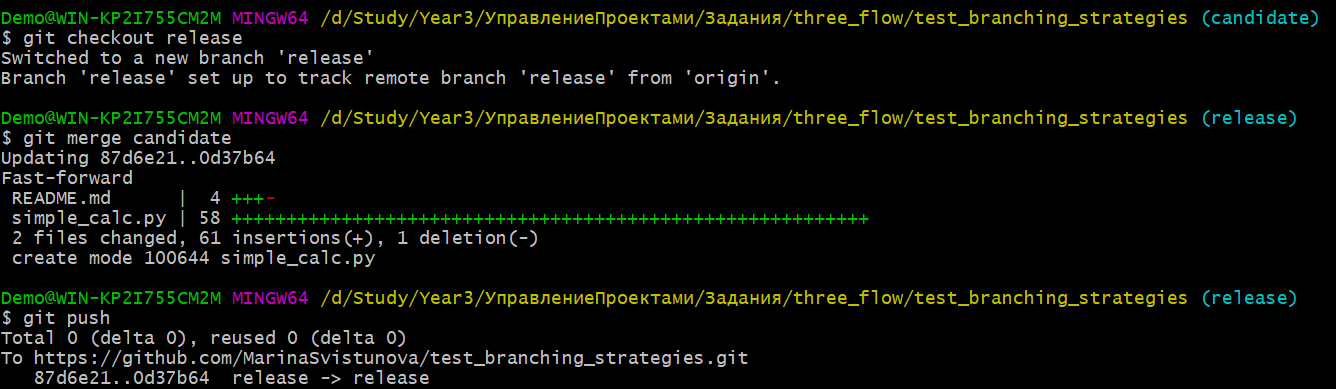 Demo@WIN-KP2I755CM2M MINGW64 /d/Study/Year3/УправлениеПроектами/Задания/three_flow/test_branching_strategies (candidate)
$ git checkout release
Switched to a new branch 'release'
Branch 'release' set up to track remote branch 'release' from 'origin'.
Demo@WIN-KP2I755CM2M MINGW64 /d/Study/Year3/УправлениеПроектами/Задания/three_flow/test_branching_strategies (release)
$ git merge candidate
Updating 87d6e21..0d37b64
Fast-forward
README.md | 4 +++-
simple_calc.py | 58 ++++++++++++++++++++++++++++++++++++++++++++++++++++++++++
2 files changed, 61 insertions(+), 1 deletion(-)
create mode 100644 simple_calc.py
Demo@WIN-KP2I755CM2M MINGW64 /d/Study/Year3/УправлениеПроектами/Задания/three_flow/test_branching_strategies (release)
$ git push
Total 0 (delta 0), reused 0 (delta 0)
To https://github.com/MarinaSvistunova/test_branching_strategies.git
87d6e21..0d37b64 release -> release